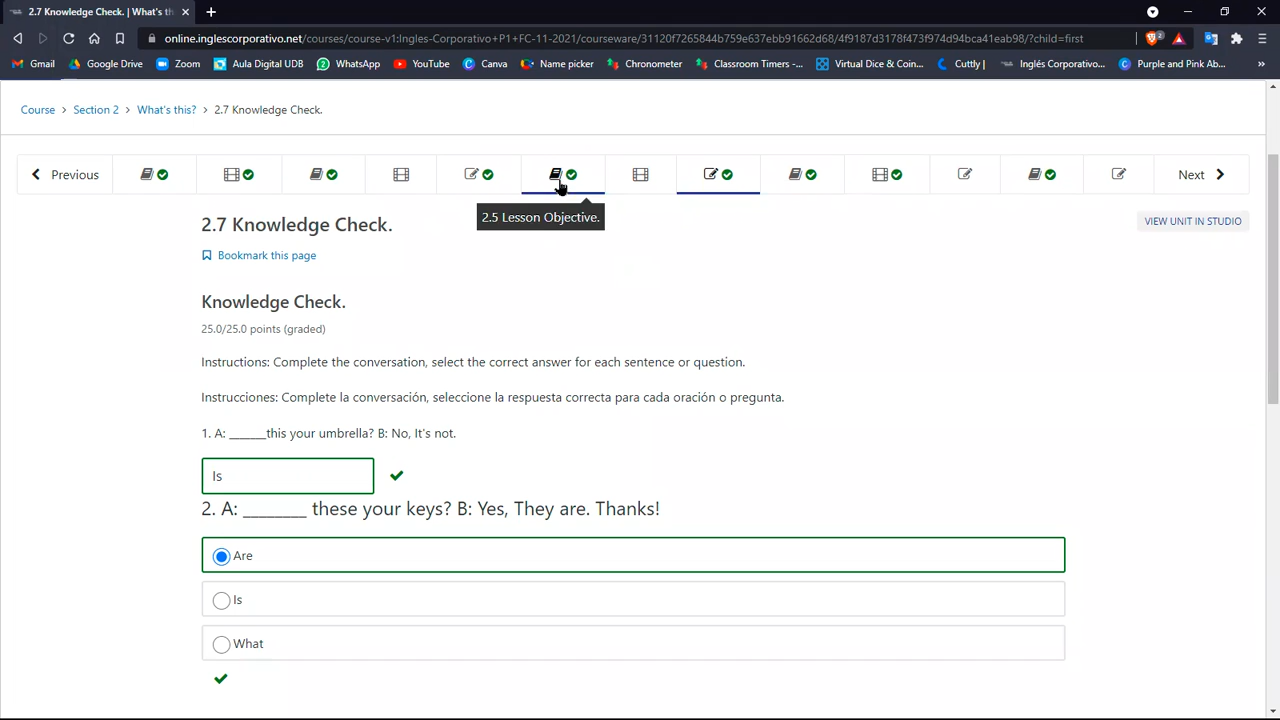 2.7 Knowledge Check. | What's th
online.inglescorporativo.net/courses/course-v1:Ingles-Corporativo+P1+FC-11-2021/courseware/31120f7265844b759e637ebb91662d68/4f9187d3178f473f974d94bca41eab98/?child=first
Gmail Google Drive Zoom Aula Digital UDB WhatsApp YouTube Canva Name picker Chronometer Classroom Times -... Virtual Dice & Coin... Cuttly | Inglés Corporativo... Purple and Pink Ab... »
Course > Section 2 > What's this? > 2.7 Knowledge Check.
Previous Next
2.5 Lesson Objective.
2.7 Knowledge Check.
VIEW UNIT IN STUDIO
Bookmark this page
Knowledge Check.
25.0/25.0 points (graded)
Instructions: Complete the conversation, select the correct answer for each sentence or question.
Instrucciones: Complete la conversación, seleccione la respuesta correcta para cada oración o pregunta.
1. A: ______this your umbrella? B: No, It's not.
Is
2. A: _______ these your keys? B: Yes, They are. Thanks!
Are
Is
What